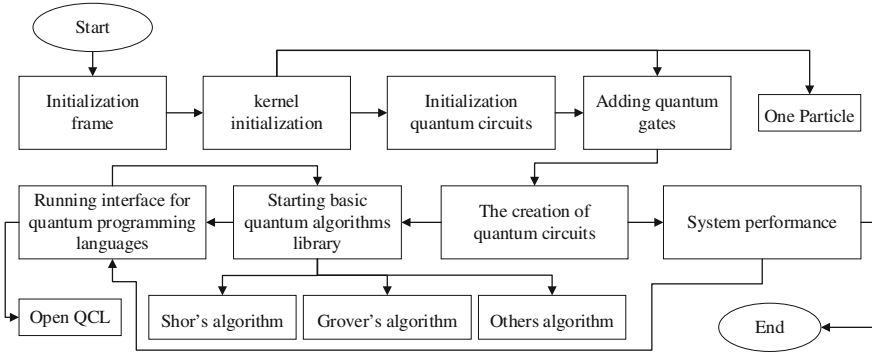 Start
Initialization
frame
kernel
initialization
Initialization
quantum circuits
Adding quantum
gates
One Particle
Running interface for
quantum programming
languages
Starting basic
quantum algorithms
library
The creation of
quantum circuits
System performance
Open QCL
Shor's algorithm
Grover's algorithm
Others algorithm
End